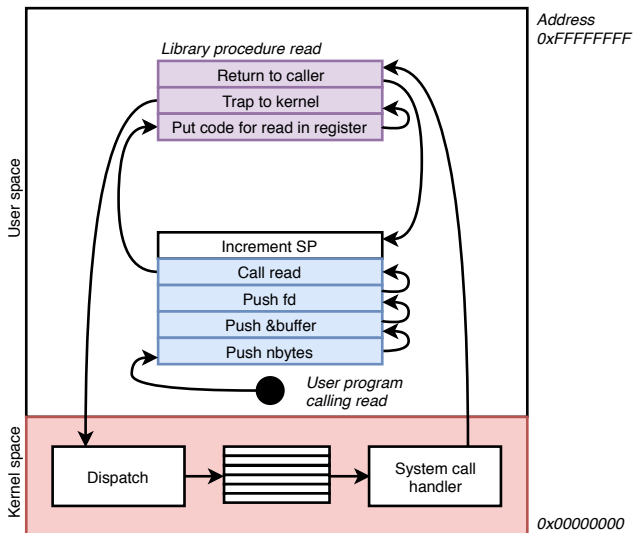 Address
0xFFFFFFFF
Library procedure read
Return to caller
Trap to kernel
Put code for read in register
User space
Increment SP
Call read
Push fd
Push &buffer
Push nbytes
User program
calling read
Kernel space
Dispatch
System call
handler
0x00000000